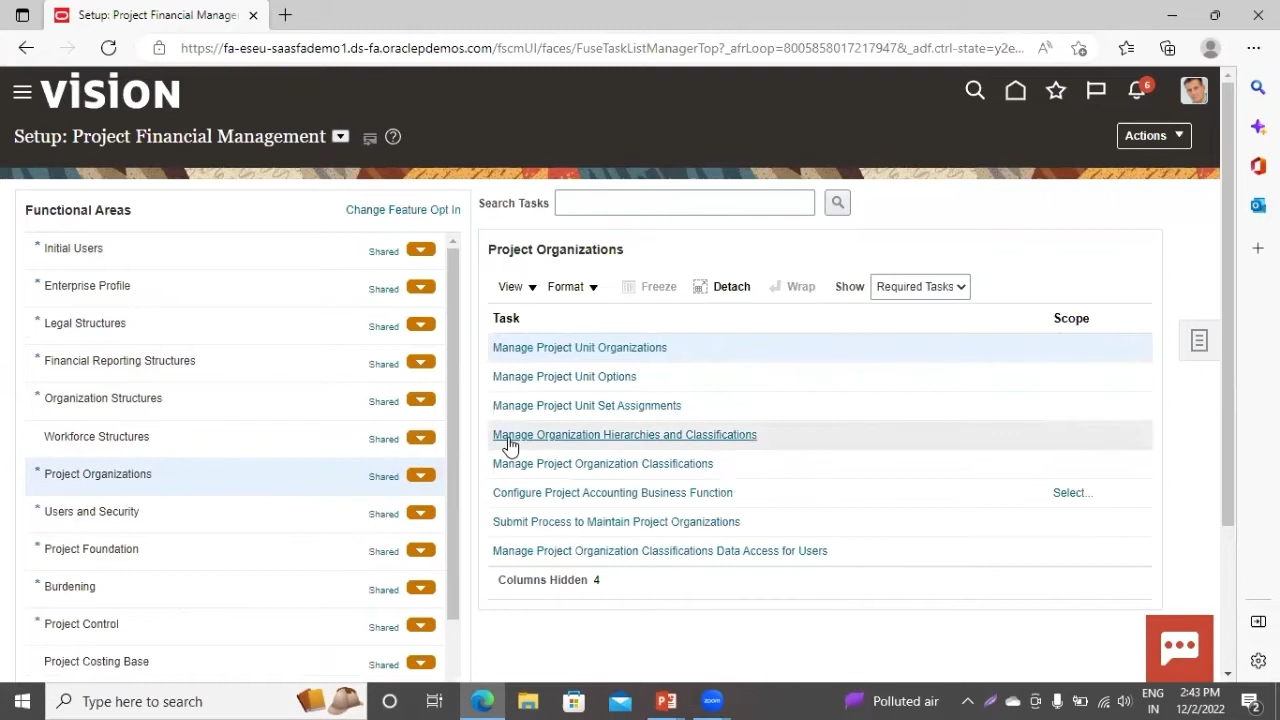 Setup: Project Financial Manage
https://fa-eseu-saasfademo1.ds-fa.oraclepdemos.com/fscmUI/faces/FuseTaskListManagerTop?_afrLoop=80058580172179478&_adf.ctrl-state=y2e...
VISION
6
Setup: Project Financial Management
Actions
Functional Areas
Change Feature Opt In
Search Tasks
* Initial Users Shared
* Enterprise Profile Shared
* Legal Structures Shared
* Financial Reporting Structures Shared
* Organization Structures Shared
Workforce Structures Shared
* Project Organizations Shared
* Users and Security Shared
* Project Foundation Shared
* Burdening Shared
* Project Control Shared
Project Costing Base Shared
Project Organizations
View Format Freeze Detach Wrap Show Required Tasks
Task Scope
Manage Project Unit Organizations
Manage Project Unit Options
Manage Project Unit Set Assignments
Manage Organization Hierarchies and Classifications
Manage Project Organization Classifications
Configure Project Accounting Business Function Select...
Submit Process to Maintain Project Organizations
Manage Project Organization Classifications Data Access for Users
Columns Hidden 4
Type here to search
Polluted air
ENG
IN
2:43 PM
12/2/2022
2